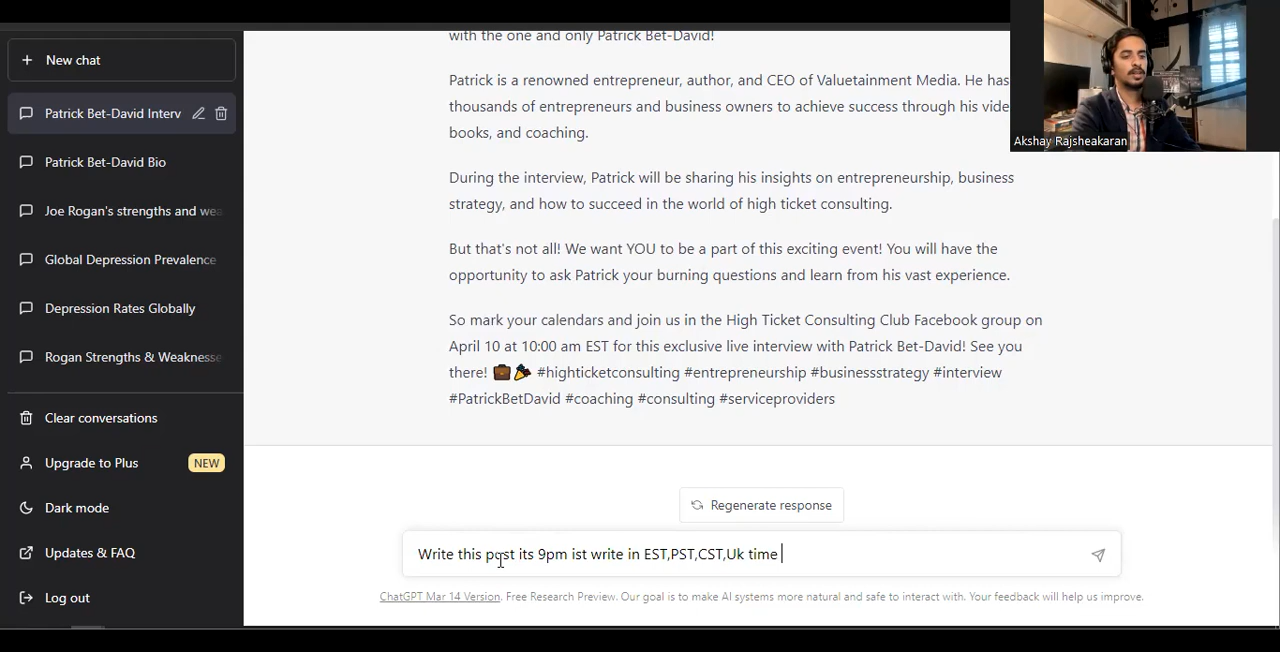 New chat
Patrick Bet-David Interv
Patrick Bet-David Bio
Joe Rogan's strengths and wea
Global Depression Prevalence
Depression Rates Globally
Rogan Strengths & Weaknesse
Clear conversations
Upgrade to Plus NEW
Dark mode
Updates & FAQ
Log out
with the one and only Patrick Bet-David!
Patrick is a renowned entrepreneur, author, and CEO of Valuetainment Media. He has
thousands of entrepreneurs and business owners to achieve success through his vide
books, and coaching.
During the interview, Patrick will be sharing his insights on entrepreneurship, business
strategy, and how to succeed in the world of high ticket consulting.
But that's not all! We want YOU to be a part of this exciting event! You will have the
opportunity to ask Patrick your burning questions and learn from his vast experience.
So mark your calendars and join us in the High Ticket Consulting Club Facebook group on
April 10 at 10:00 am EST for this exclusive live interview with Patrick Bet-David! See you
there! 💼🎉 #highticketconsulting #entrepreneurship #businessstrategy #interview
#PatrickBetDavid #coaching #consulting #serviceproviders
Regenerate response
Write this post its 9pm ist write in EST,PST,CST,Uk time
ChatGPT Mar 14 Version. Free Research Preview. Our goal is to make AI systems more natural and safe to interact with. Your feedback will help us improve.
Akshay Rajsheakaran